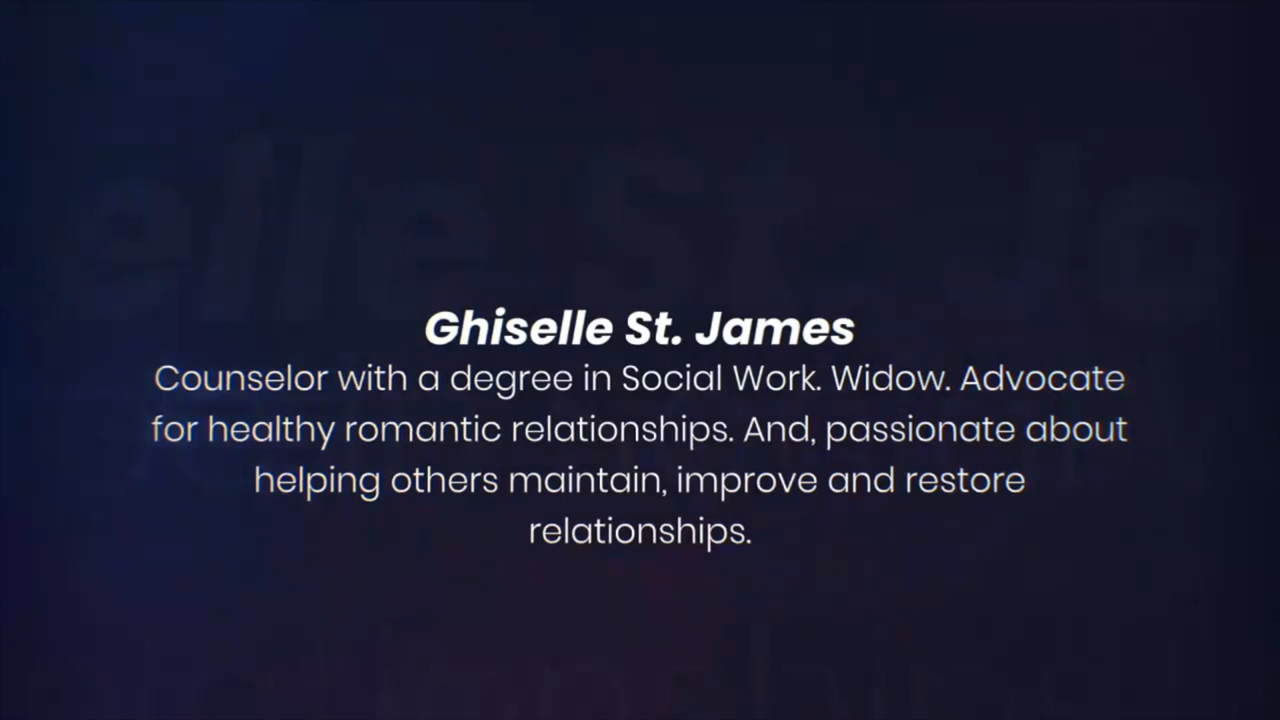 Ghiselle St. James
Counselor with a degree in Social Work. Widow. Advocate
for healthy romantic relationships. And, passionate about
helping others maintain, improve and restore
relationships.